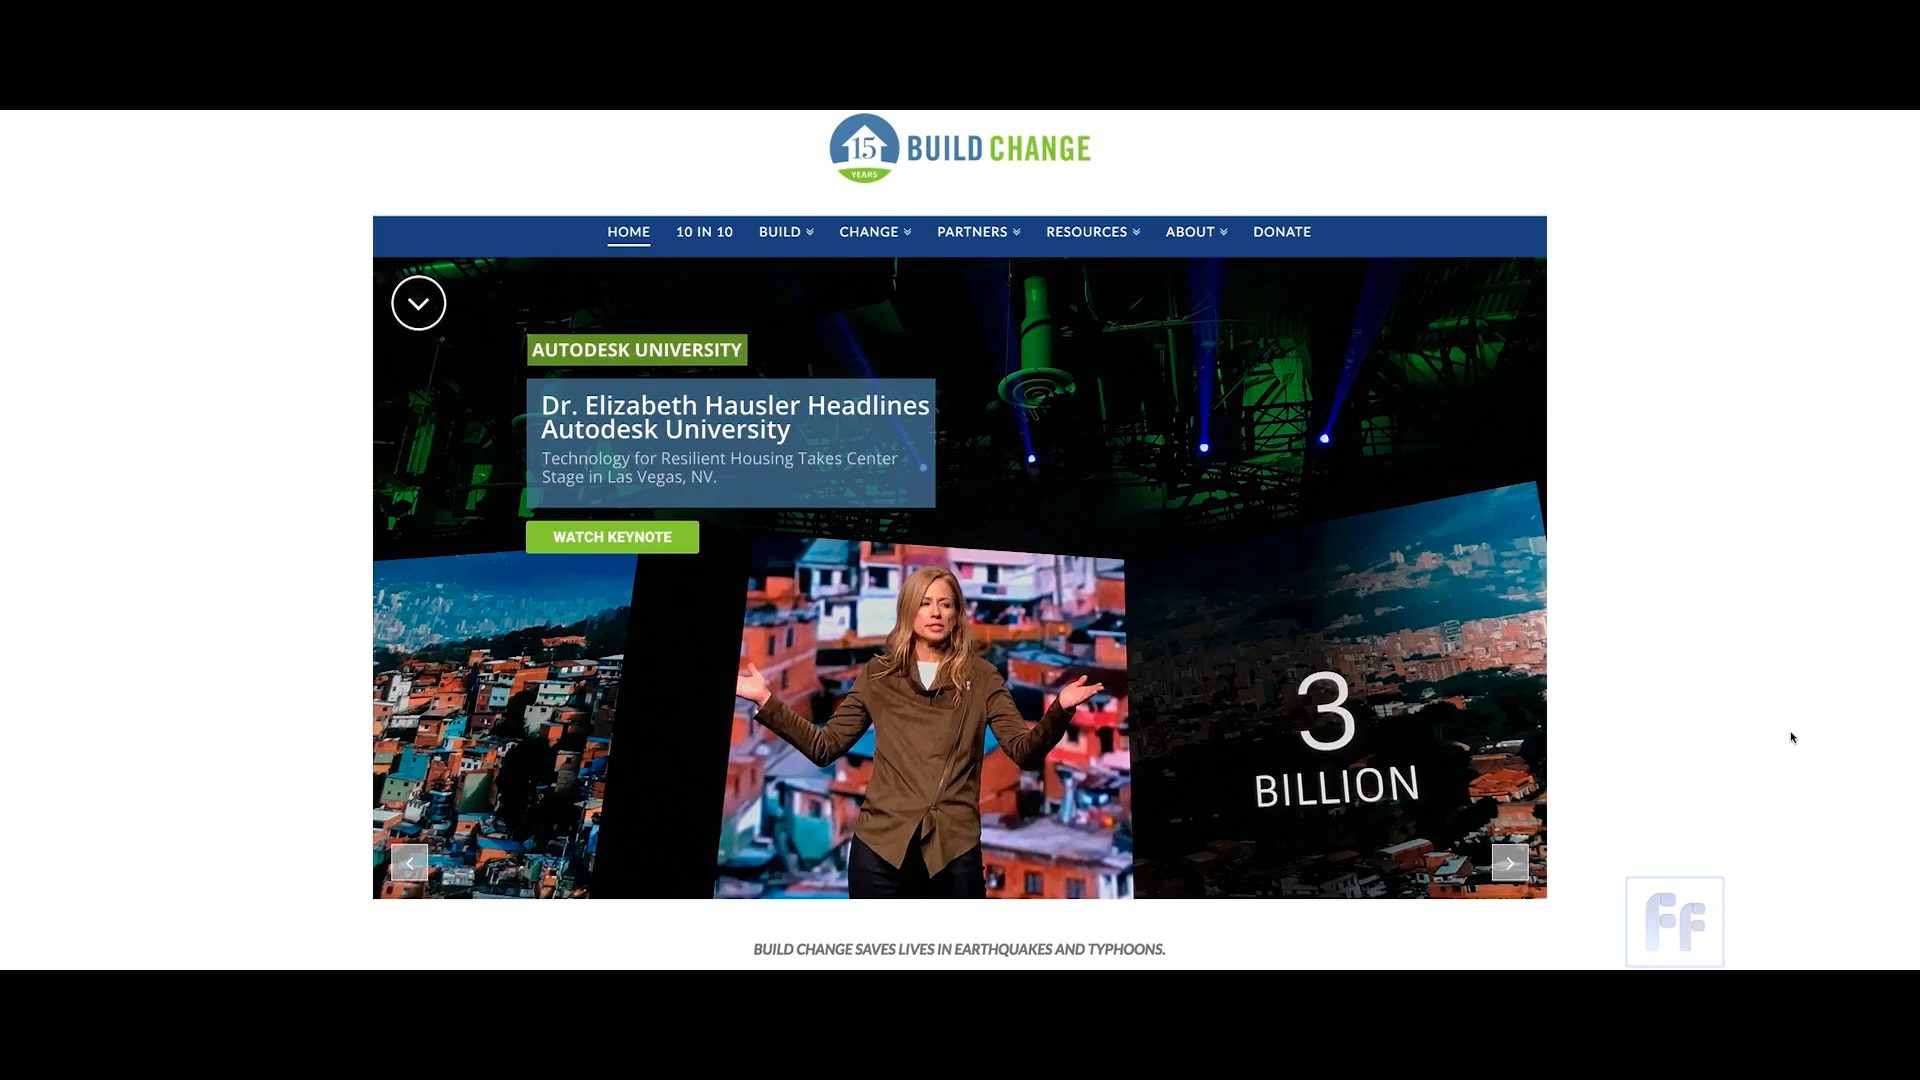 15
YEARS
BUILD CHANGE
HOME 10 IN 10 BUILD CHANGE PARTNERS RESOURCES ABOUT DONATE
AUTODESK UNIVERSITY
Dr. Elizabeth Hausler Headlines
Autodesk University
Technology for Resilient Housing Takes Center
Stage in Las Vegas, NV.
WATCH KEYNOTE
3
BILLION
FF
BUILD CHANGE SAVES LIVES IN EARTHQUAKES AND TYPHOONS.